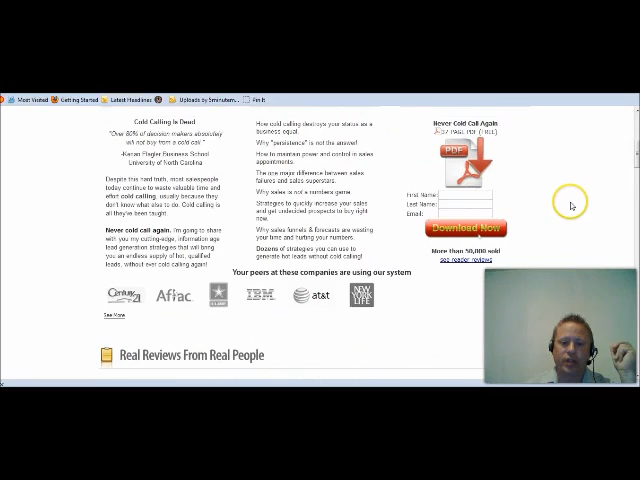 Most Visited Getting Started Latest Headlines Uploads by 5minutem... Pin It
Cold Calling Is Dead
"Over 80% of decision makers absolutely
will not buy from a cold call"
-Kenan Flagler Business School
University of North Carolina
Despite this hard truth, most salespeople
today continue to waste valuable time and
effort cold calling, usually because they
don't know what else to do. Cold calling is
all they've been taught.
Never cold call again. I'm going to share
with you my cutting-edge, information age
lead generation strategies that will bring
you an endless supply of hot, qualified
leads, without ever cold calling again!
How cold calling destroys your status as a
business equal.
Why "persistence" is not the answer!
How to maintain power and control in sales
appointments.
The one major difference between sales
failures and sales superstars.
Why sales is not a numbers game.
Strategies to quickly increase your sales
and get undecided prospects to buy right
now.
Why sales funnels & forecasts are wasting
your time and hurting your numbers.
Dozens of strategies you can use to
generate hot leads without cold calling!
Never Cold Call Again
37 PAGE PDF (FREE)
PDF
First Name:
Last Name:
Email:
Download Now
More than 50,000 sold!
see reader reviews
Your peers at these companies are using our system
Century 21 Aflac U.S. ARMY IBM at&t NEW YORK LIFE
See More
Real Reviews From Real People